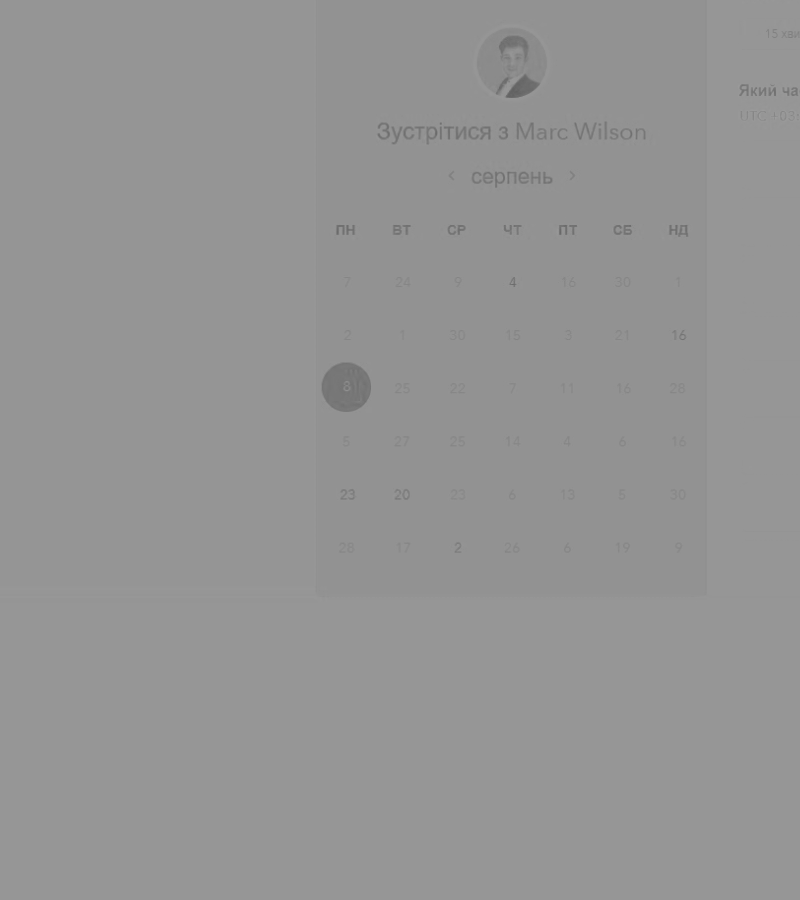 15 хви
Який ча
UTC +03:
Зустрітися з Marc Wilson
серпень
ПН ВТ СР ЧТ ПТ СБ НД
7 24 9 4 16 30 1
2 1 30 15 3 21 16
8 25 22 7 11 16 28
5 27 25 14 4 6 16
23 20 23 6 13 5 30
28 17 2 26 6 19 9